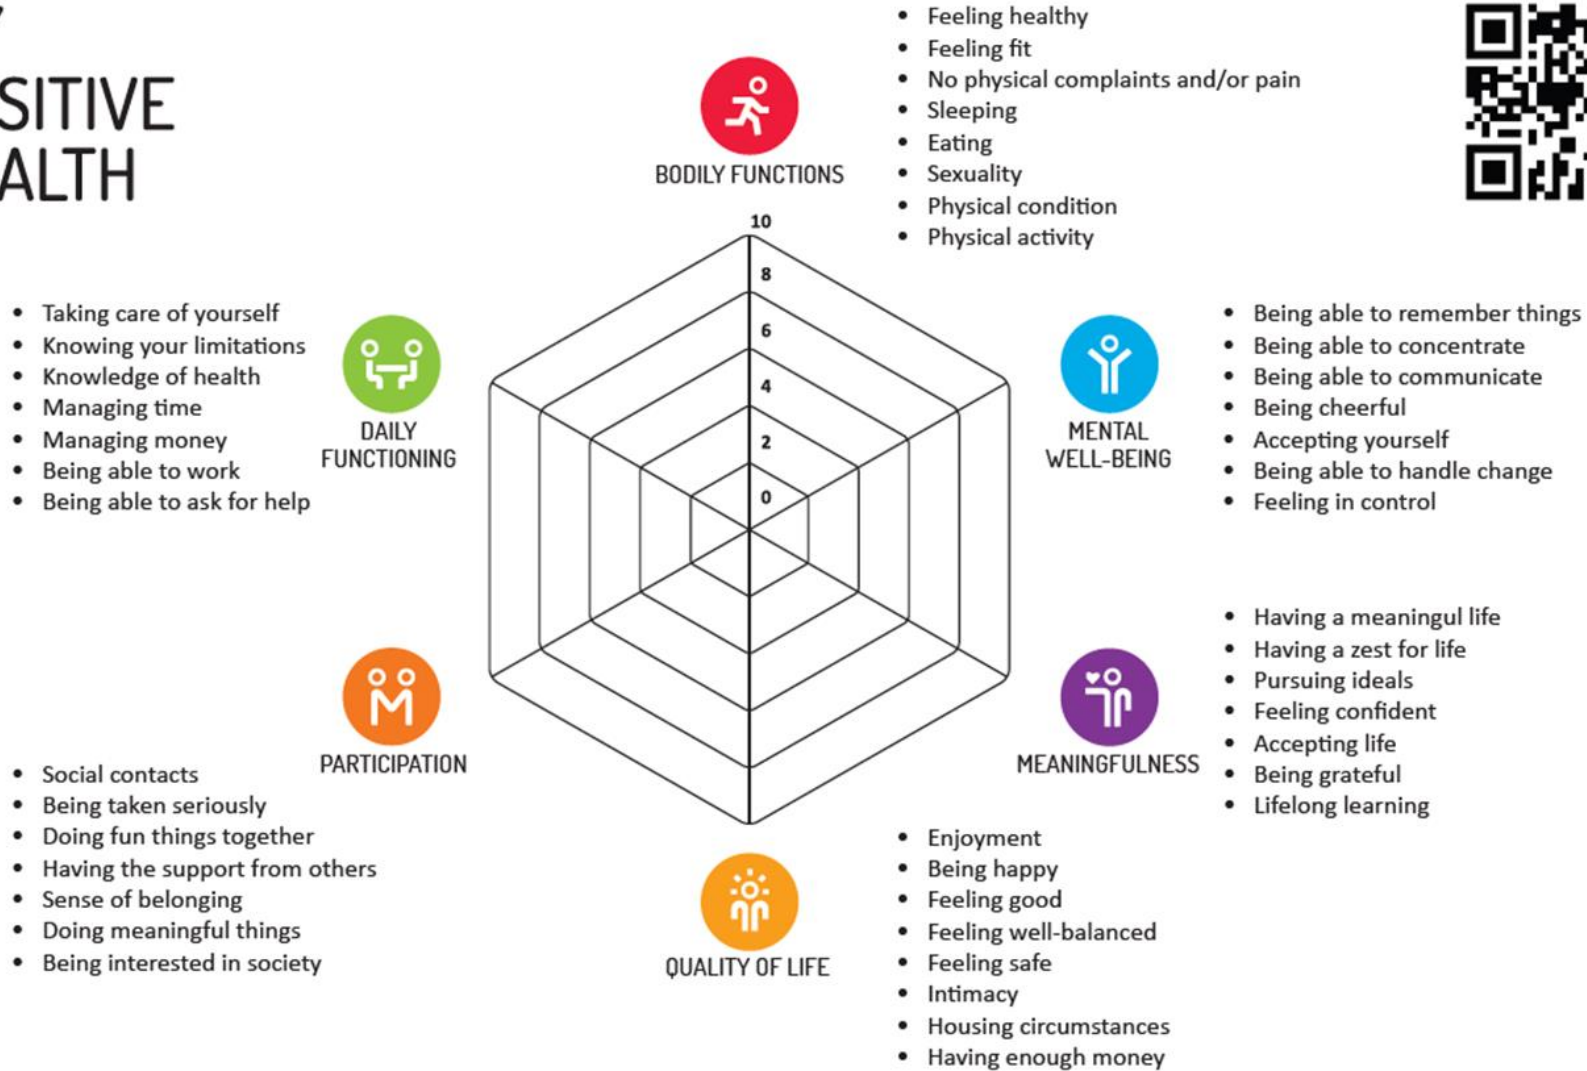 SITIVE
ALTH
BODILY FUNCTIONS
• Feeling healthy
• Feeling fit
• No physical complaints and/or pain
• Sleeping
• Eating
• Sexuality
• Physical condition
• Physical activity
10
8
6
4
2
0
• Taking care of yourself
• Knowing your limitations
• Knowledge of health
• Managing time
• Managing money
• Being able to work
• Being able to ask for help
DAILY
FUNCTIONING
MENTAL
WELL-BEING
• Being able to remember things
• Being able to concentrate
• Being able to communicate
• Being cheerful
• Accepting yourself
• Being able to handle change
• Feeling in control
PARTICIPATION
• Social contacts
• Being taken seriously
• Doing fun things together
• Having the support from others
• Sense of belonging
• Doing meaningful things
• Being interested in society
MEANINGFULNESS
• Having a meaningul life
• Having a zest for life
• Pursuing ideals
• Feeling confident
• Accepting life
• Being grateful
• Lifelong learning
QUALITY OF LIFE
• Enjoyment
• Being happy
• Feeling good
• Feeling well-balanced
• Feeling safe
• Intimacy
• Housing circumstances
• Having enough money